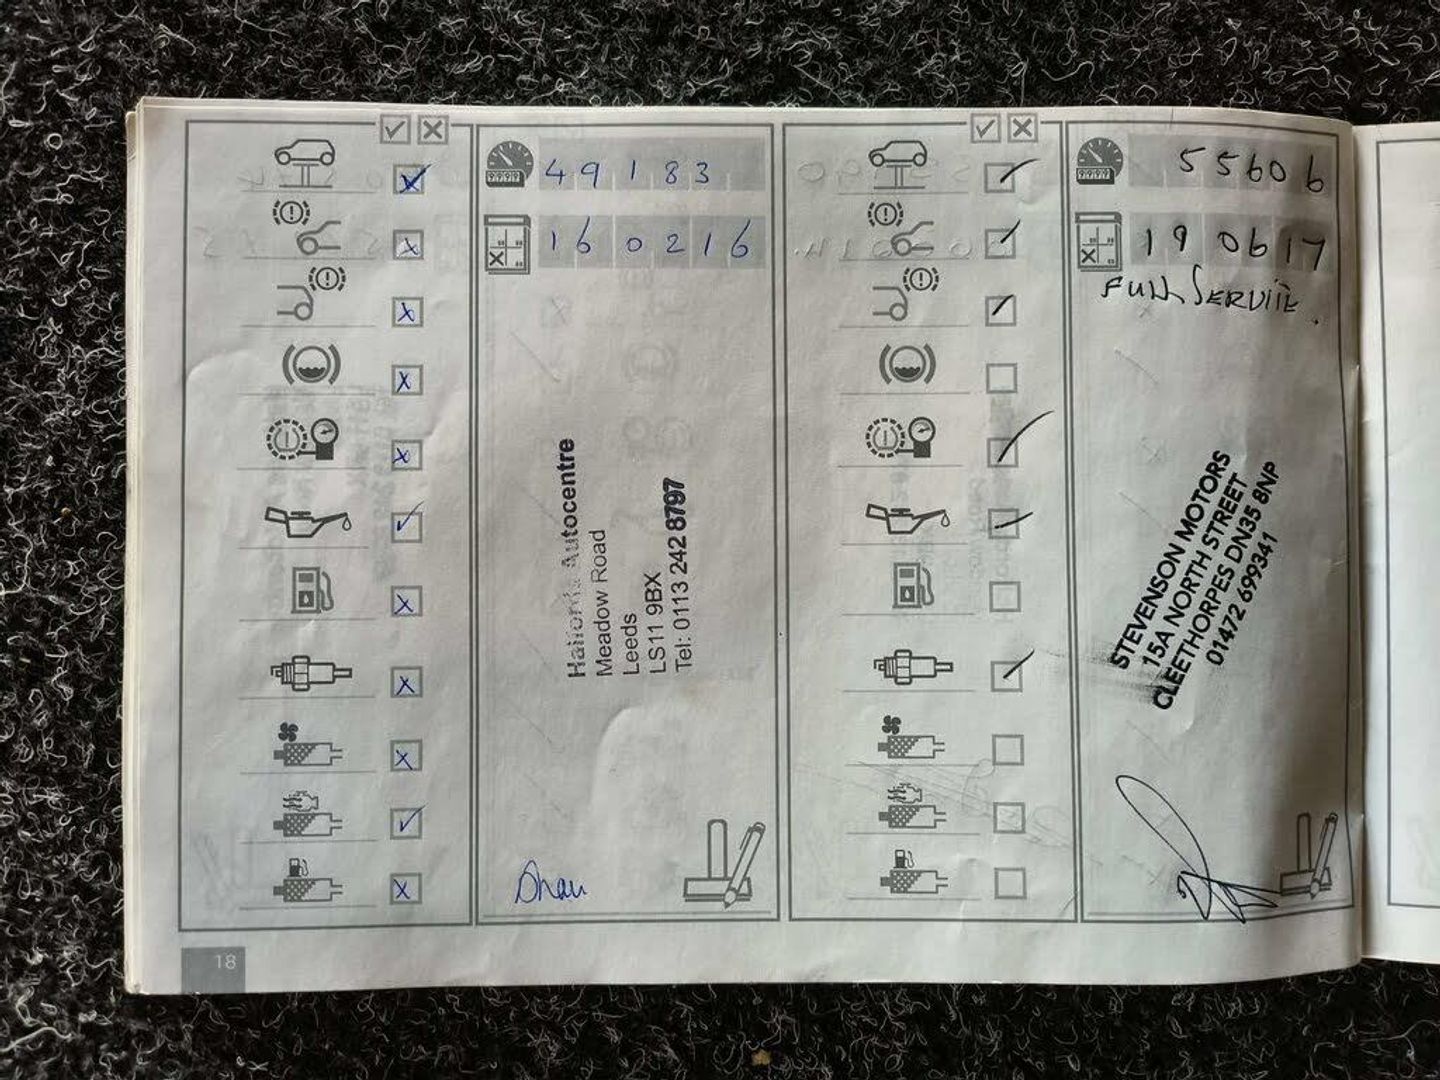 49183
160216
Halfords Autocentre
Meadow Road
Leeds
LS11 9BX
Tel: 0113 242 8797
55606
190617
FULL SERVICE.
STEVENSON MOTORS
15A NORTH STREET
CLEETHORPES DN35 8NP
01472 699341
18